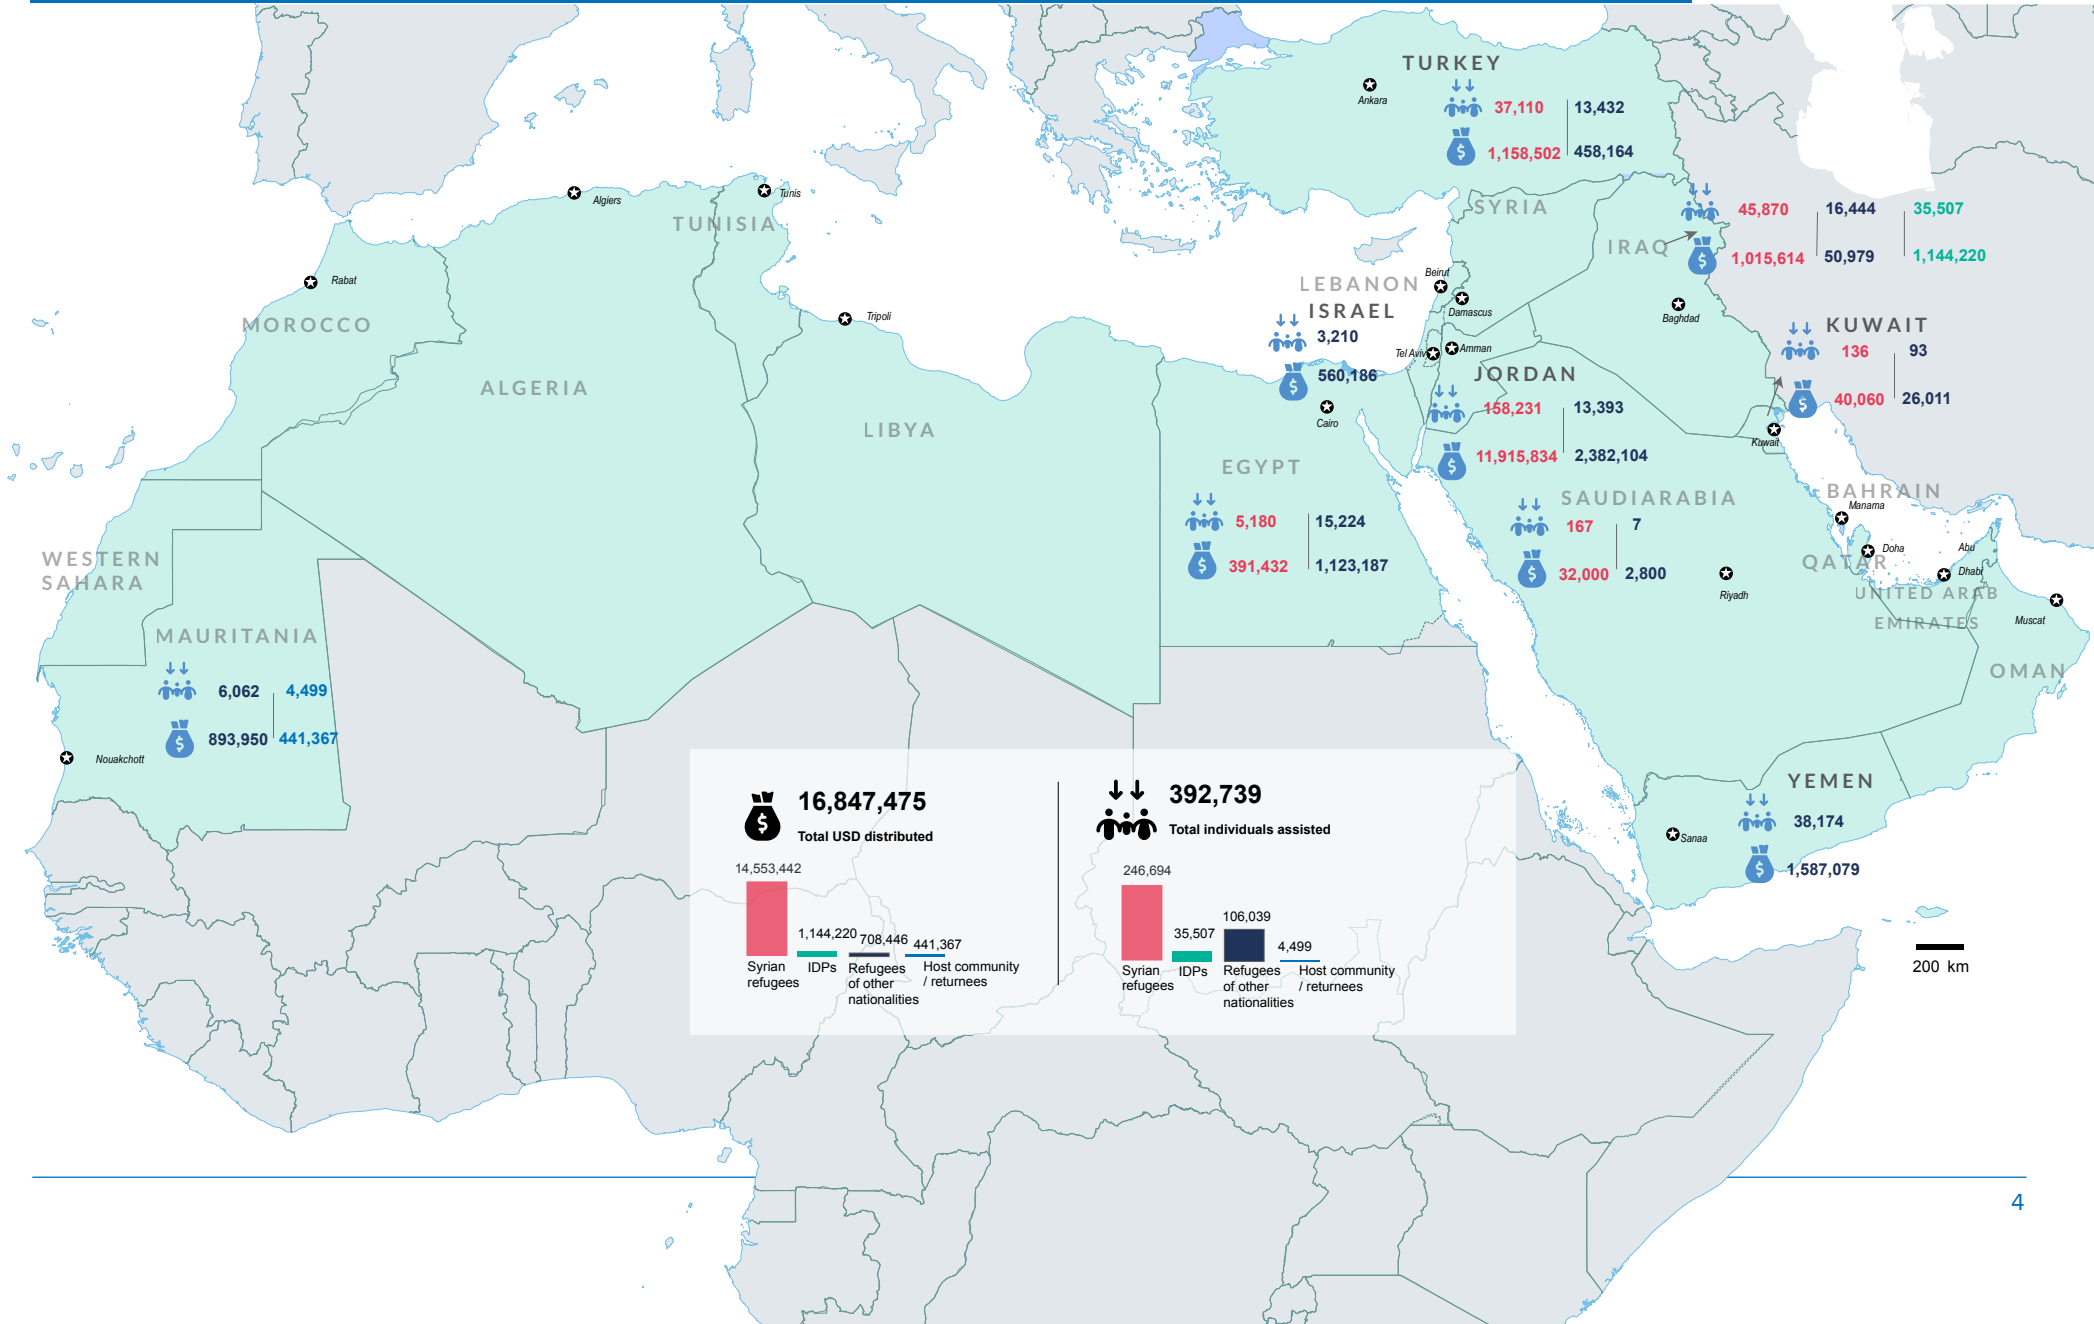 TURKEY
Ankara
37,110 13,432
1,158,502 458,164
Algiers
Tunis
TUNISIA
SYRIA
45,870 16,444 35,507
IRAQ
1,015,614 50,979 1,144,220
Rabat
MOROCCO
Tripoli
Beirut
LEBANON
Damascus
ISRAEL
3,210
Tel Aviv
Amman
560,186
Baghdad
KUWAIT
136 93
40,060 26,011
Kuwait
ALGERIA
LIBYA
Cairo
JORDAN
158,231 13,393
11,915,834 2,382,104
EGYPT
5,180 15,224
391,432 1,123,187
SAUDIARABIA
167 7
32,000 2,800
Riyadh
BAHRAIN
Manama
Doha
QATAR
Abu
Dhabi
UNITED ARAB
EMIRATES
Muscat
OMAN
WESTERN
SAHARA
MAURITANIA
6,062 4,499
893,950 441,367
Nouakchott
YEMEN
38,174
Sanaa
1,587,079
16,847,475
Total USD distributed
14,553,442
1,144,220
708,446
441,367
Syrian
refugees
IDPs
Refugees
of other
nationalities
Host community
/ returnees
392,739
Total individuals assisted
246,694
35,507
106,039
4,499
Syrian
refugees
IDPs
Refugees
of other
nationalities
Host community
/ returnees
200 km
4